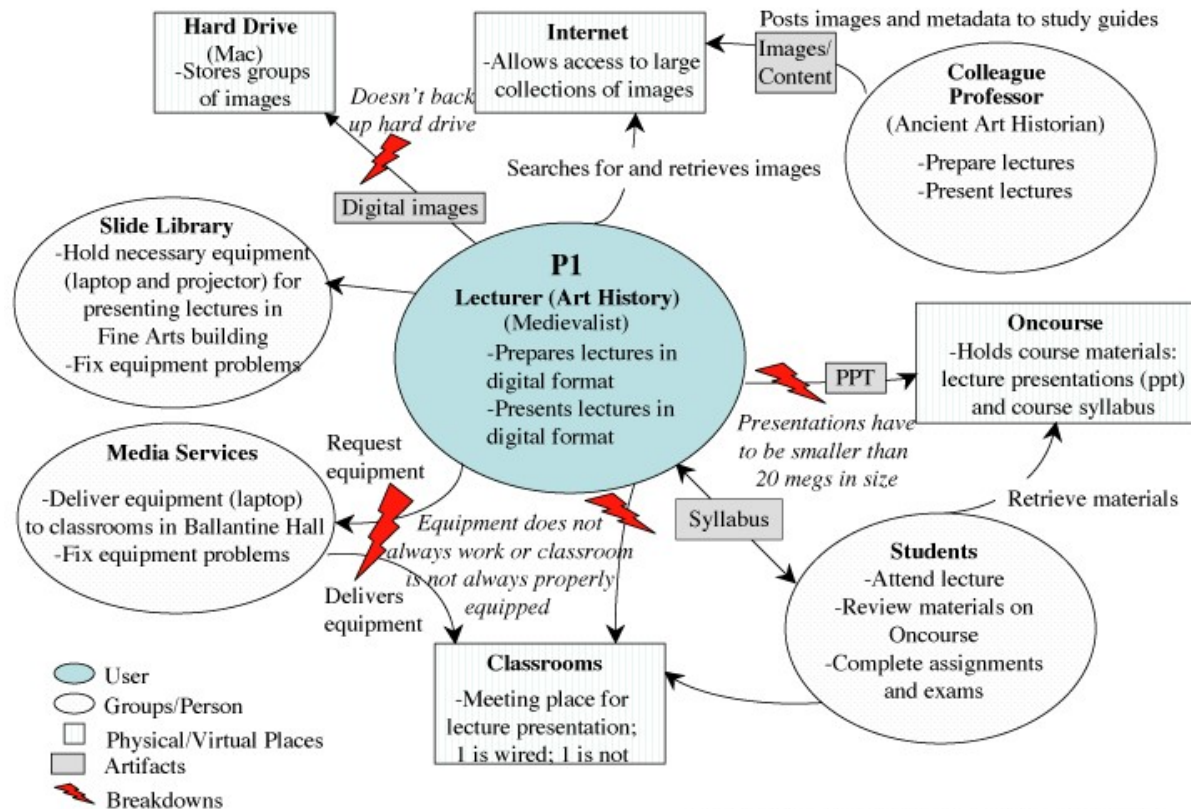 Hard Drive
(Mac)
-Stores groups
of images
Internet
-Allows access to large
collections of images
Posts images and metadata to study guides
Images/
Content
Colleague
Professor
(Ancient Art Historian)
-Prepare lectures
-Present lectures
Doesn't back
up hard drive
Digital images
Searches for and retrieves images
Slide Library
-Hold necessary equipment
(laptop and projector) for
presenting lectures in
Fine Arts building
-Fix equipment problems
P1
Lecturer (Art History)
(Medievalist)
-Prepares lectures in
digital format
-Presents lectures in
digital format
PPT
Presentations have
to be smaller than
20 megs in size
Oncourse
-Holds course materials:
lecture presentations (ppt)
and course syllabus
Media Services
-Deliver equipment (laptop)
to classrooms in Ballantine Hall
-Fix equipment problems
Request
equipment
Equipment does not
always work or classroom
is not always properly
equipped
Delivers
equipment
Syllabus
Retrieve materials
Students
-Attend lecture
-Review materials on
Oncourse
-Complete assignments
and exams
Classrooms
-Meeting place for
lecture presentation;
1 is wired; 1 is not
User
Groups/Person
Physical/Virtual Places
Artifacts
Breakdowns